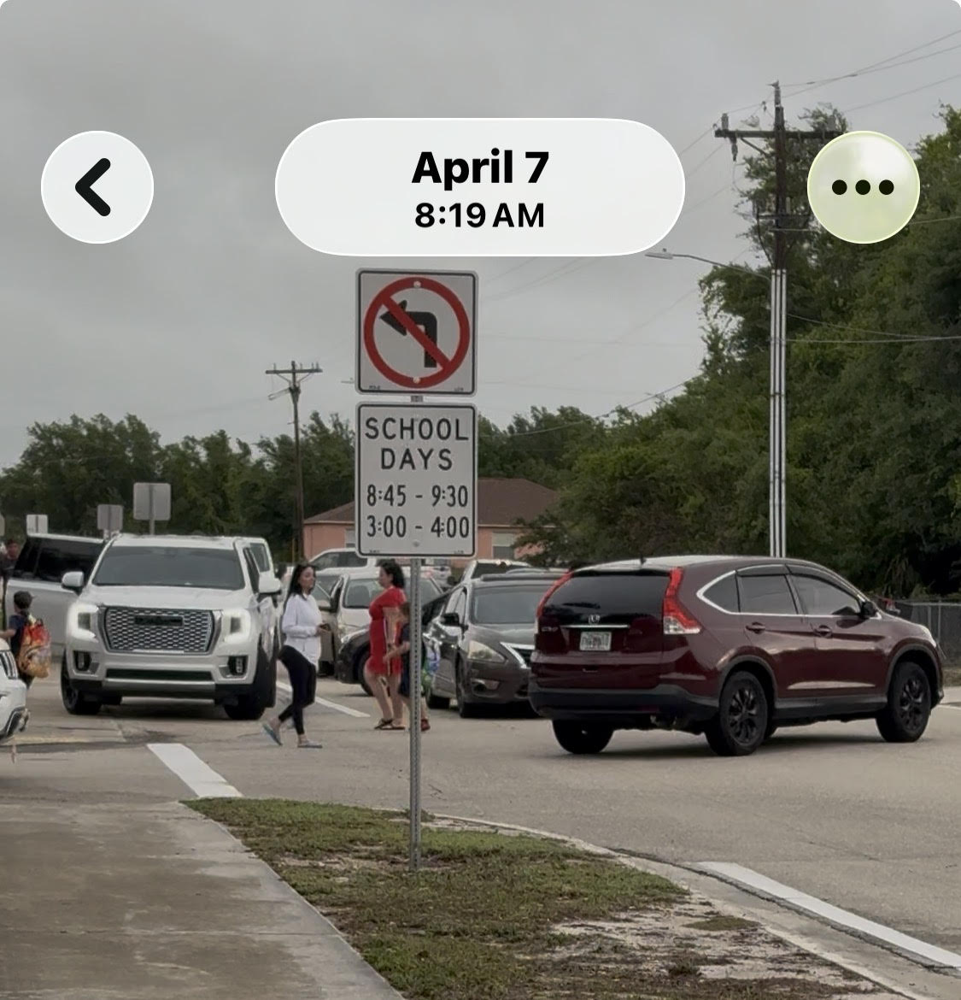 April 7
8:19 AM
SCHOOL
DAYS
8:45 - 9:30
3:00 - 4:00